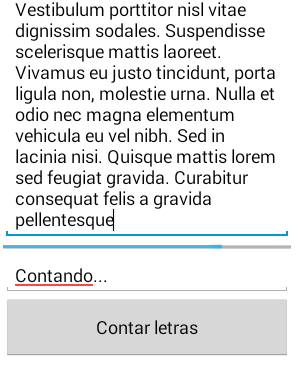 Vestibulum porttitor nisl vitae
dignissim sodales. Suspendisse
scelerisque mattis laoreet.
Vivamus eu justo tincidunt, porta
ligula non, molestie urna. Nulla et
odio nec magna elementum
vehicula eu vel nibh. Sed in
lacinia nisi. Quisque mattis lorem
sed feugiat gravida. Curabitur
consequat felis a gravida
pellentesque
Contando...
Contar letras